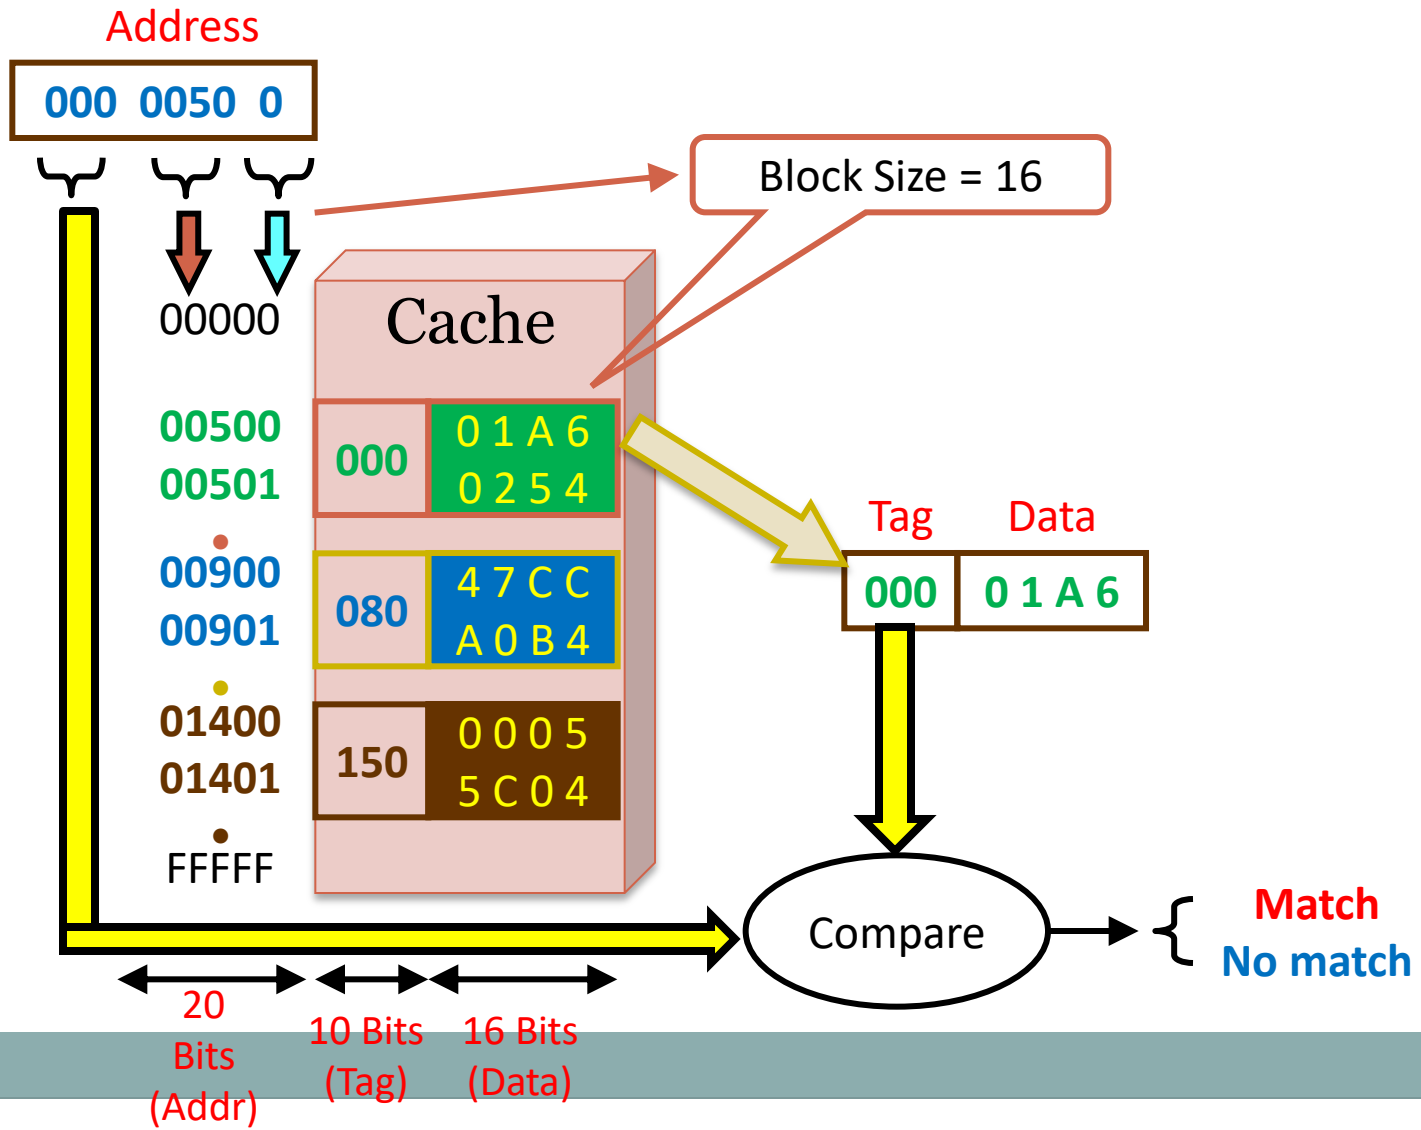 Address
000 0050 0
Block Size = 16
00000
Cache
00500
00501
000
0 1 A 6
0 2 5 4
Tag
Data
000
0 1 A 6
00900
00901
080
4 7 C C
A 0 B 4
01400
01401
150
0 0 0 5
5 C 0 4
FFFFF
Compare
Match
No match
20
Bits
(Addr)
10 Bits
(Tag)
16 Bits
(Data)